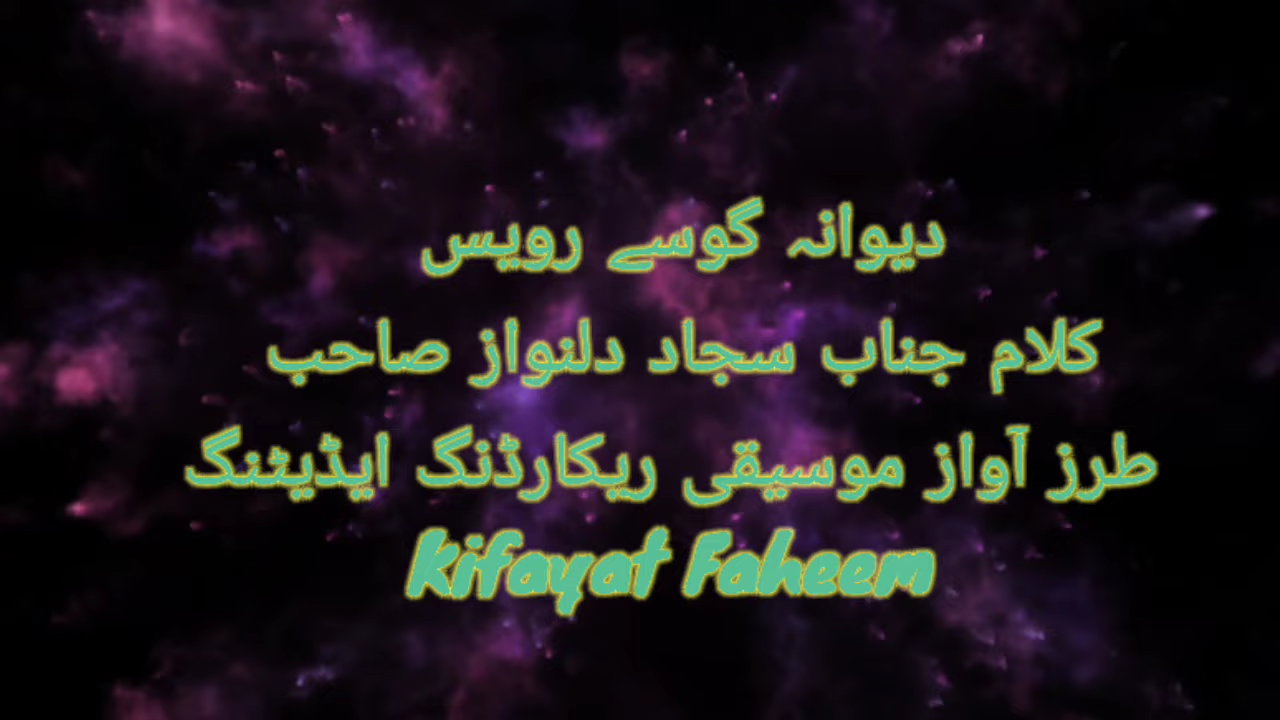 دیوانہ گوسے رویس
کلام جناب سجاد دلنواز صاحب
طرز آواز موسیقی ریکارڈنگ ایڈیٹنگ
Kifayat Faheem